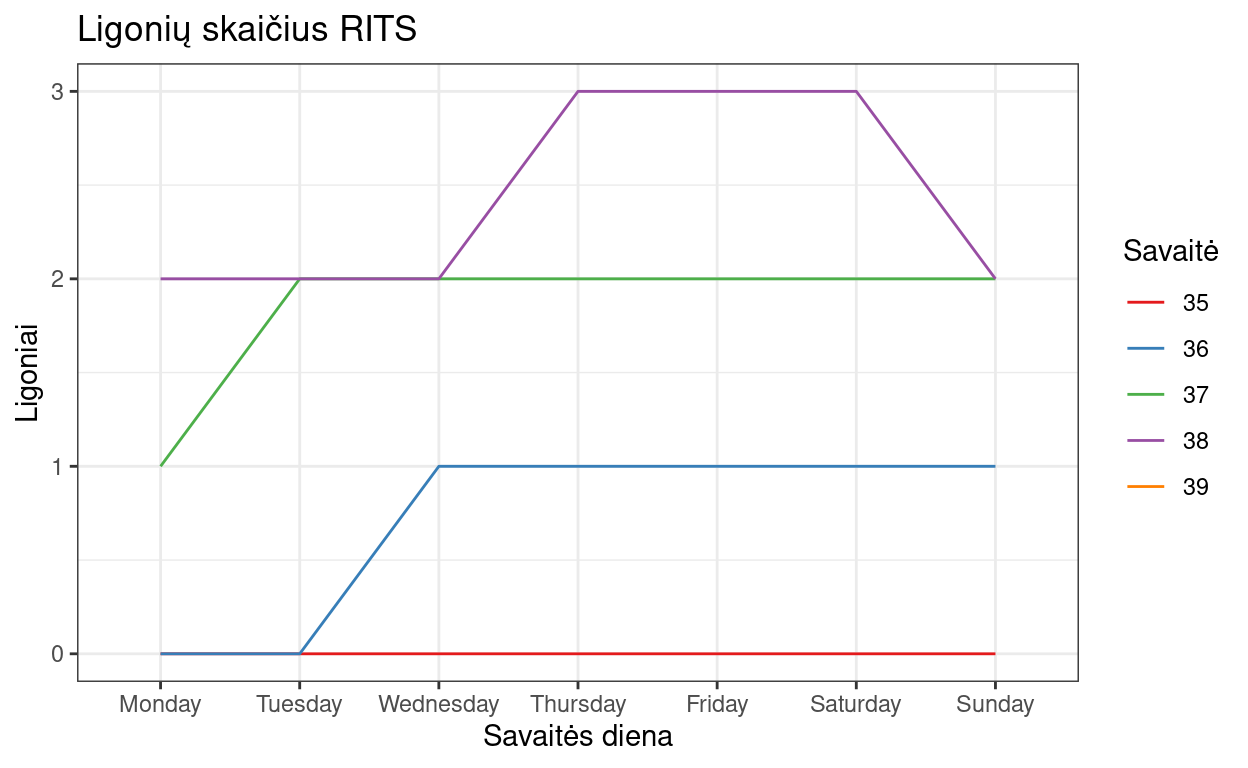 Ligonių skaičius RITS
3
2
1
0
Ligoniai
Monday Tuesday Wednesday Thursday Friday Saturday Sunday
Savaitės diena
Savaitė
35
36
37
38
39